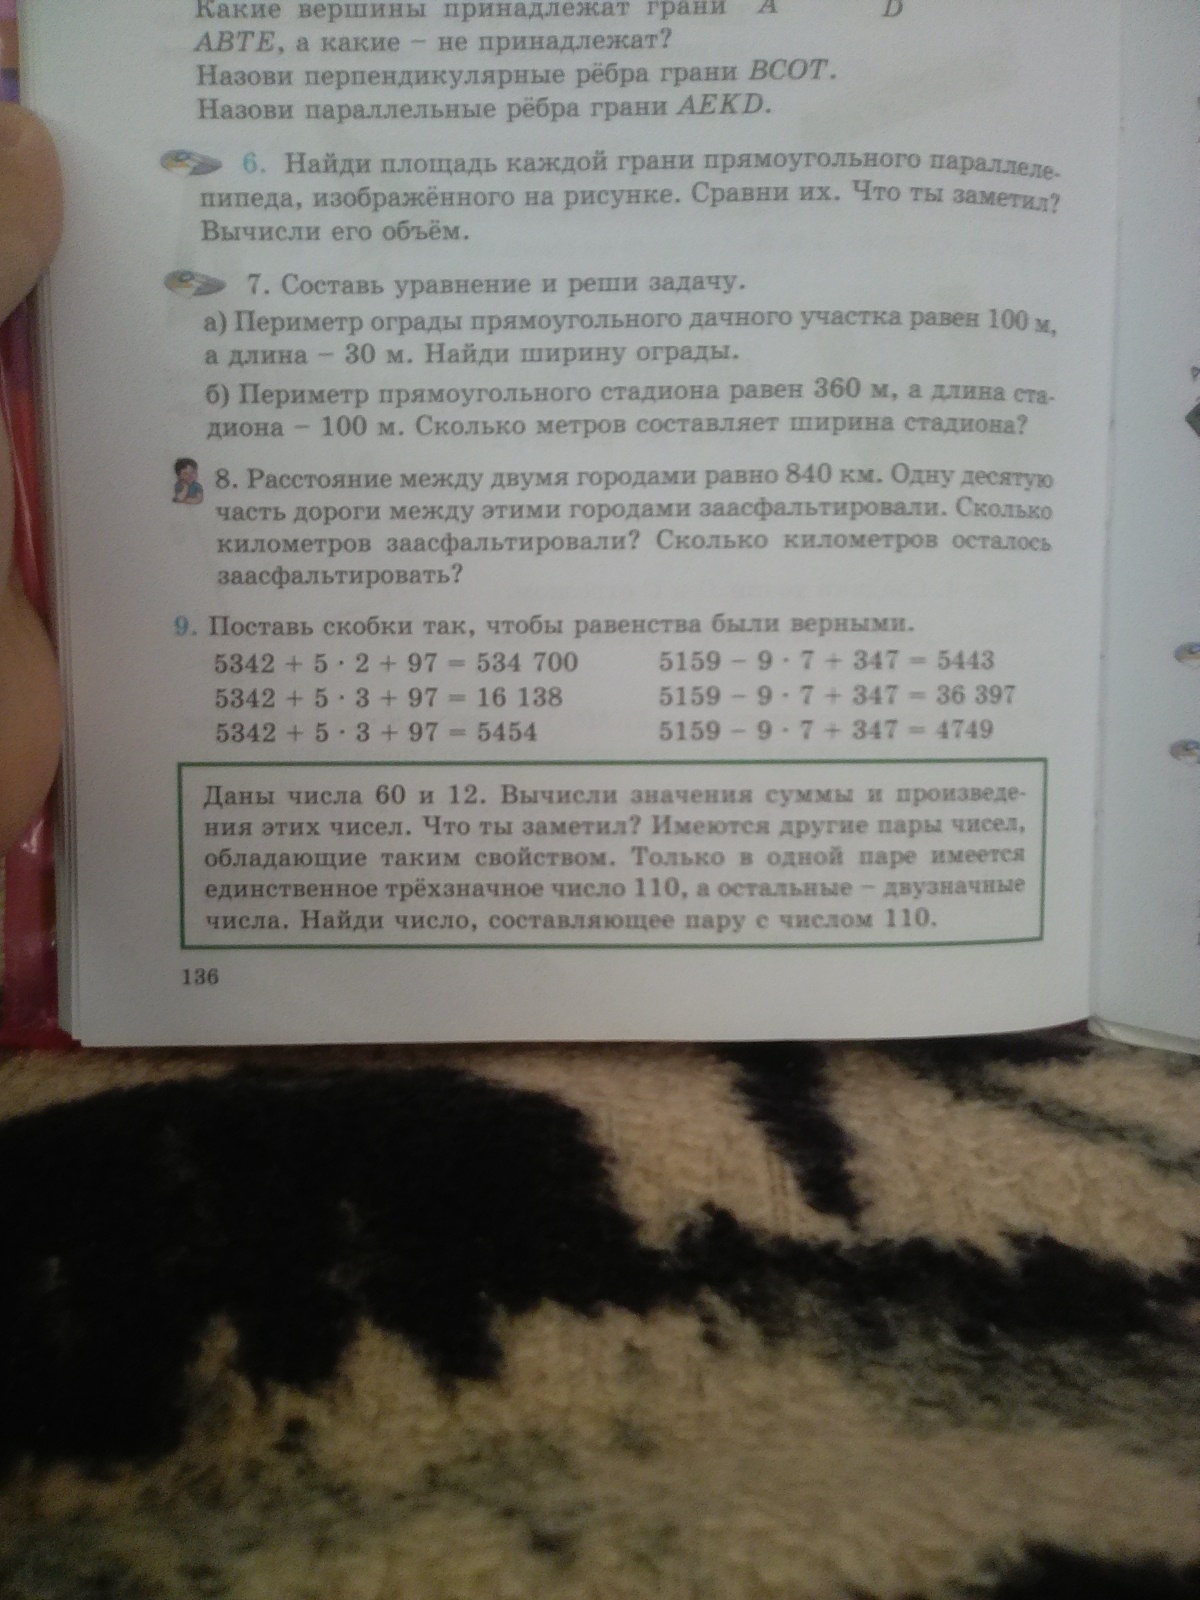 Какие вершины принадлежат грани A D
ABTE, а какие – не принадлежат?
Назови перпендикулярные рёбра грани BCOT.
Назови параллельные рёбра грани AEKD.
6. Найди площадь каждой грани прямоугольного параллеле-
пипеда, изображённого на рисунке. Сравни их. Что ты заметил?
Вычисли его объём.
7. Составь уравнение и реши задачу.
а) Периметр ограды прямоугольного дачного участка равен 100 м,
а длина – 30 м. Найди ширину ограды.
б) Периметр прямоугольного стадиона равен 360 м, а длина ста-
диона – 100 м. Сколько метров составляет ширина стадиона?
8. Расстояние между двумя городами равно 840 км. Одну десятую
часть дороги между этими городами заасфальтировали. Сколько
километров заасфальтировали? Сколько километров осталось
заасфальтировать?
9. Поставь скобки так, чтобы равенства были верными.
5342 + 5 · 2 + 97 = 534 700 5159 – 9 · 7 + 347 = 5443
5342 + 5 · 3 + 97 = 16 138 5159 – 9 · 7 + 347 = 36 397
5342 + 5 · 3 + 97 = 5454 5159 – 9 · 7 + 347 = 4749
Даны числа 60 и 12. Вычисли значения суммы и произведе-
ния этих чисел. Что ты заметил? Имеются другие пары чисел,
обладающие таким свойством. Только в одной паре имеется
единственное трёхзначное число 110, а остальные – двузначные
числа. Найди число, составляющее пару с числом 110.
136